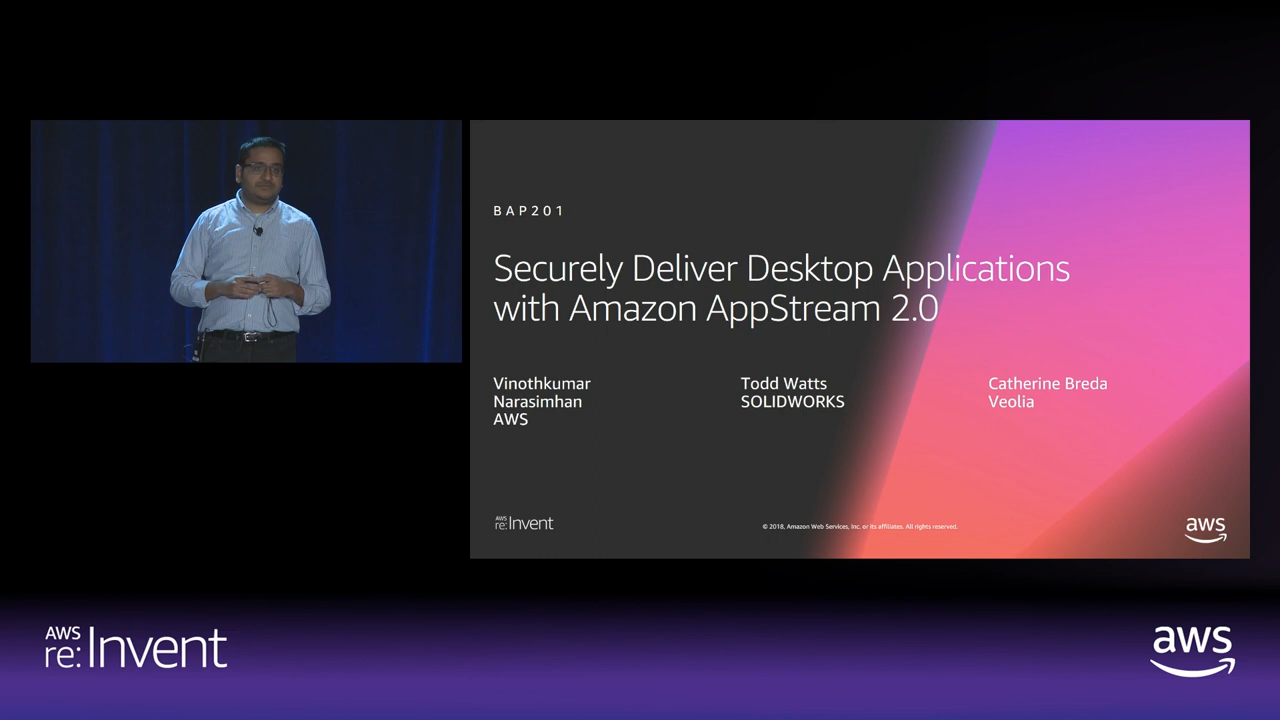 BAP201
Securely Deliver Desktop Applications
with Amazon AppStream 2.0
Vinothkumar
Narasimhan
AWS
Todd Watts
SOLIDWORKS
Catherine Breda
Veolia
AWS
re:Invent
© 2018, Amazon Web Services, Inc. or its affiliates. All rights reserved.
aws
AWS
re:Invent
aws